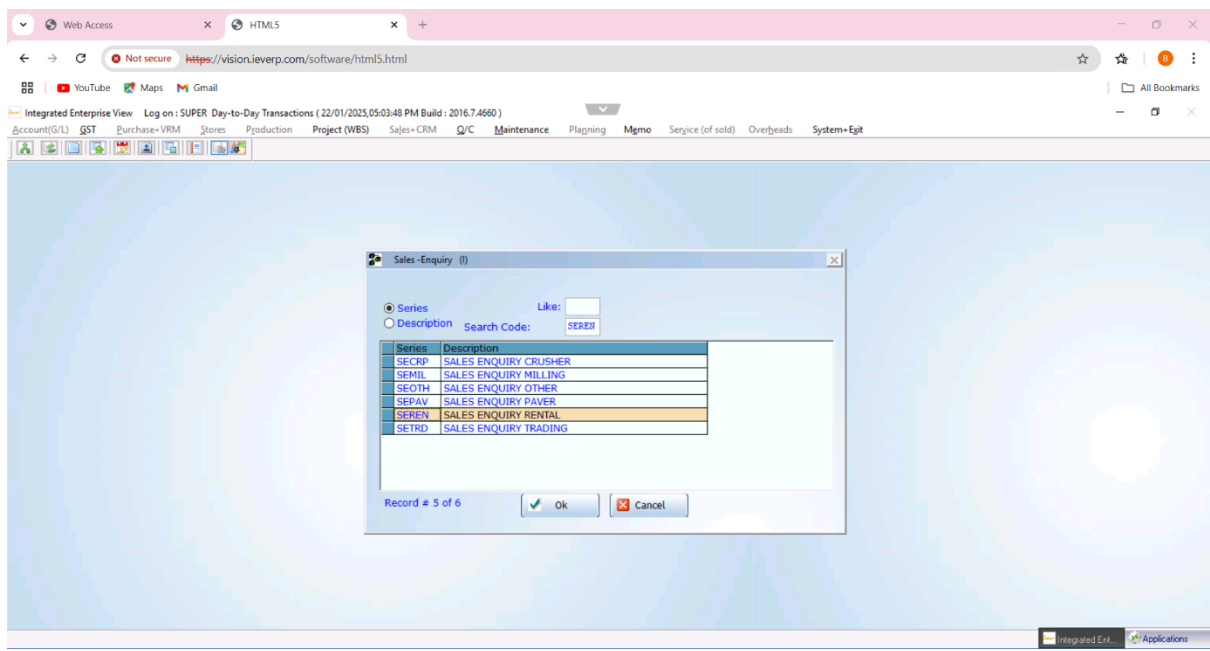 Web Access
HTML5
Not secure https://vision.ieverp.com/software/html5.html
B
YouTube Maps Gmail
All Bookmarks
Integrated Enterprise View Log on : SUPER Day-to-Day Transactions ( 22/01/2025,05:03:48 PM Build : 2016.7.4660 )
Account(G/L) GST Purchase+VRM Stores Production Project (WBS) Sales+CRM Q/C Maintenance Planning Memo Service (of sold) Overheads System+Exit
Sales -Enquiry (I)
Series Like:
Description Search Code: SEREN
Series Description
SECRP SALES ENQUIRY CRUSHER
SEMIL SALES ENQUIRY MILLING
SEOTH SALES ENQUIRY OTHER
SEPAV SALES ENQUIRY PAVER
SEREN SALES ENQUIRY RENTAL
SETRD SALES ENQUIRY TRADING
Record # 5 of 6 Ok Cancel
Integrated Ent... Applications